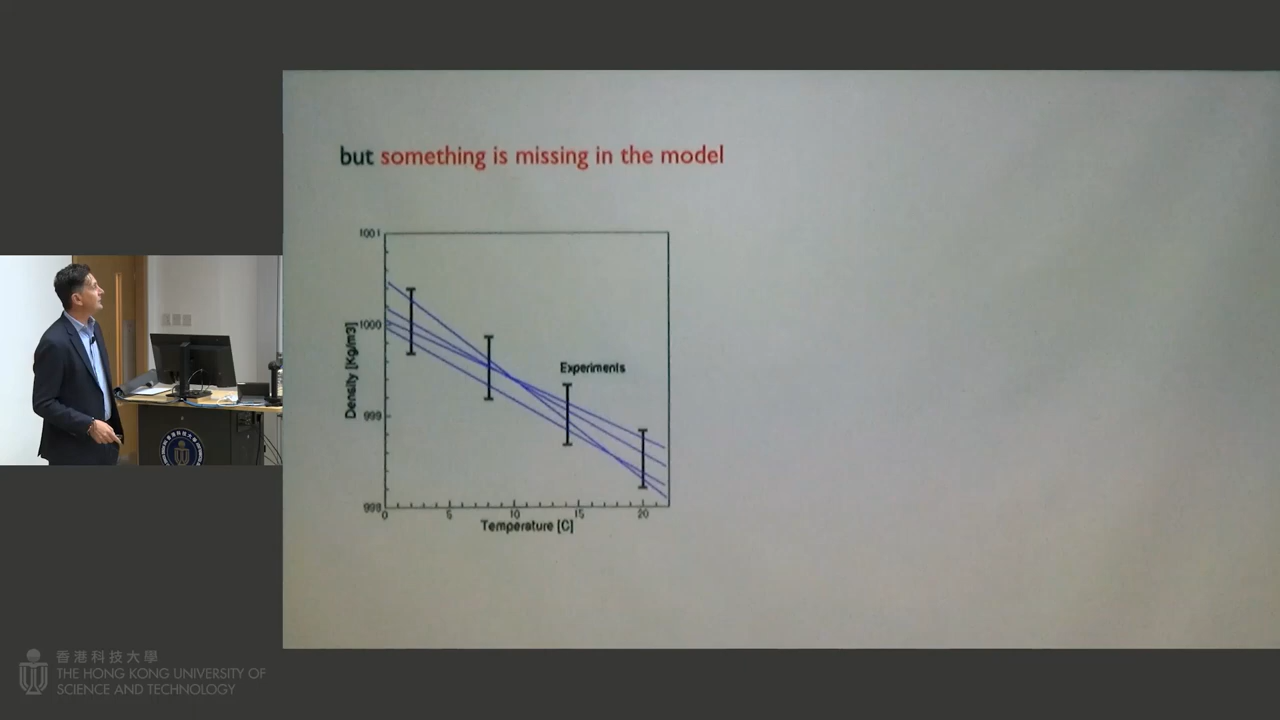 but something is missing in the model
1001
1000
999
998
Density [Kg/m3]
Experiments
0 5 10 15 20
Temperature [C]
香港科技大學
THE HONG KONG UNIVERSITY OF
SCIENCE AND TECHNOLOGY